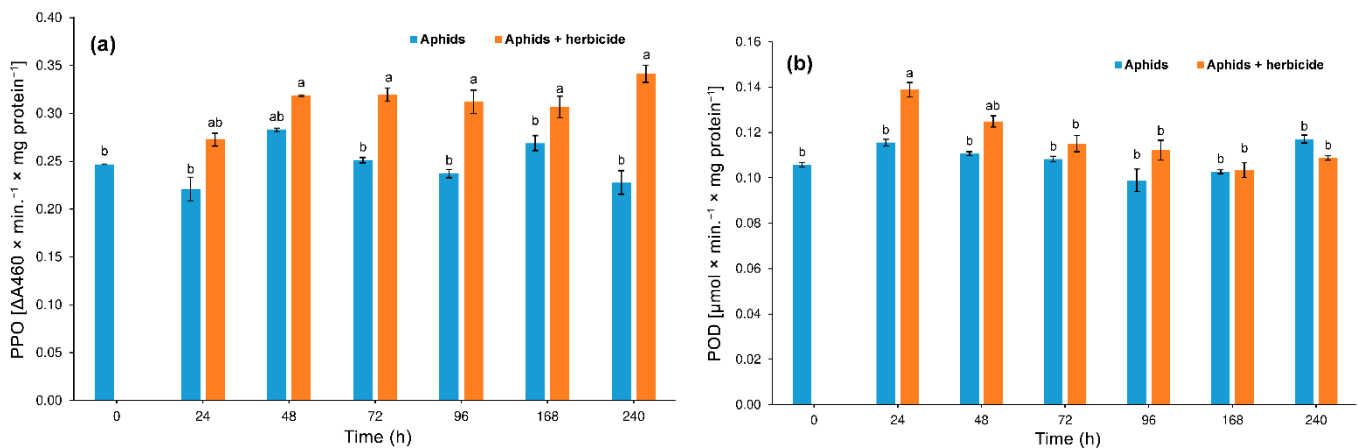 (a)
Aphids
Aphids + herbicide
PPO [ΔA460 × min.⁻¹ × mg protein⁻¹]
0.40
0.35
0.30
0.25
0.20
0.15
0.10
0.05
0.00
b
b
ab
ab
a
b
a
b
a
b
a
b
a
0
24
48
72
96
168
240
Time (h)
(b)
Aphids
Aphids + herbicide
POD [µmol × min.⁻¹ × mg protein⁻¹]
0.16
0.14
0.12
0.10
0.08
0.06
0.04
0.02
0.00
b
b
a
b
ab
b
b
b
b
b
b
b
b
0
24
48
72
96
168
240
Time (h)